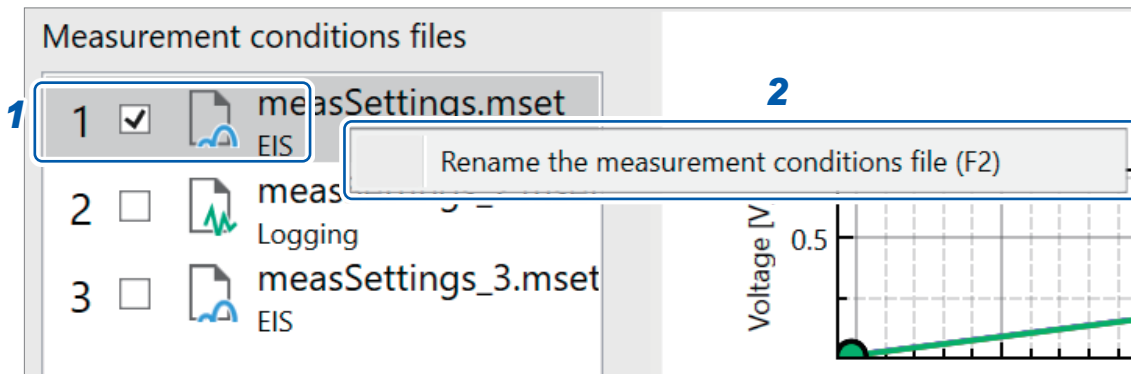 Measurement conditions files
1
1
measSettings.mset
EIS
2
Rename the measurement conditions file (F2)
2
meas
Logging
3
measSettings_3.mset
EIS
Voltage [V
0.5